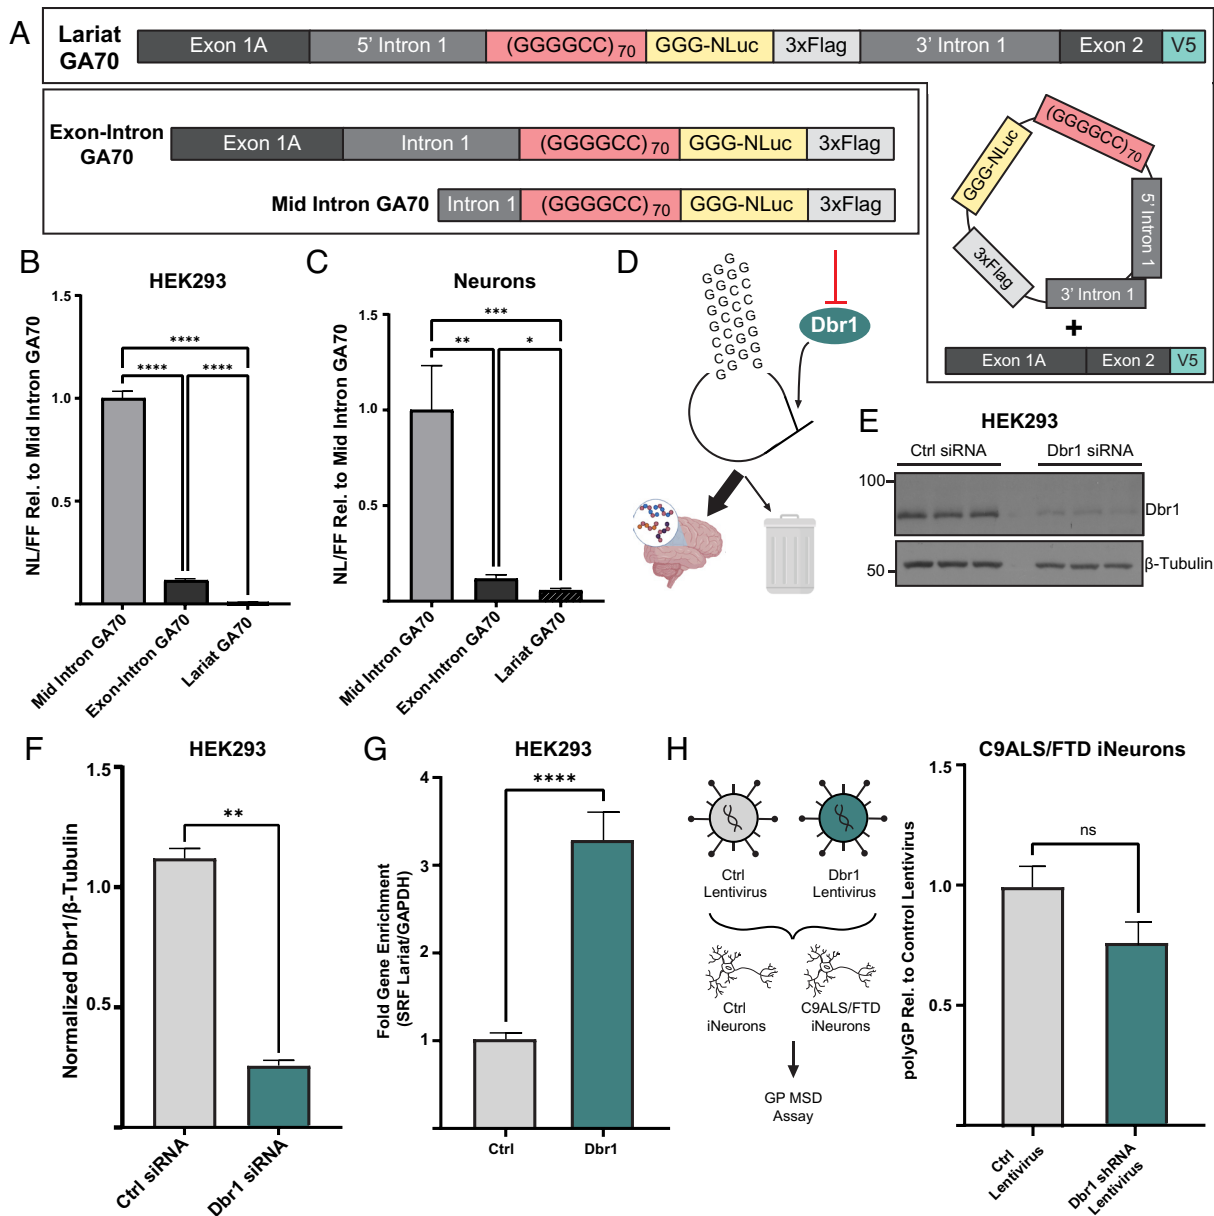 A
Lariat
GA70
Exon 1A
5' Intron 1
(GGGGCC)70
GGG-NLuc
3xFlag
3' Intron 1
Exon 2
V5
Exon-Intron
GA70
Exon 1A
Intron 1
(GGGGCC)70
GGG-NLuc
3xFlag
Mid Intron GA70
Intron 1
(GGGGCC)70
GGG-NLuc
3xFlag
(GGGGCC)70
GGG-NLuc
5' Intron 1
3xFlag
3' Intron 1
+
Exon 1A
Exon 2
V5
B
HEK293
NL/FF Rel. to Mid Intron GA70
1.5
1.0
0.5
****
****
****
Mid Intron GA70
Exon-Intron GA70
Lariat GA70
C
Neurons
NL/FF Rel. to Mid Intron GA70
1.5
1.0
0.5
***
**
*
Mid Intron GA70
Exon-Intron GA70
Lariat GA70
D
Dbr1
E
HEK293
Ctrl siRNA
Dbr1 siRNA
100
Dbr1
50
β-Tubulin
F
HEK293
Normalized Dbr1/β-Tubulin
1.5
1.0
0.5
**
Ctrl siRNA
Dbr1 siRNA
G
HEK293
Fold Gene Enrichment
(SRF Lariat/GAPDH)
4
3
2
1
****
Ctrl
Dbr1
H
Ctrl
Lentivirus
Dbr1
Lentivirus
Ctrl
iNeurons
C9ALS/FTD
iNeurons
GP MSD
Assay
C9ALS/FTD iNeurons
polyGP Rel. to Control Lentivirus
1.5
1.0
0.5
ns
Ctrl
Lentivirus
Dbr1 shRNA
Lentivirus